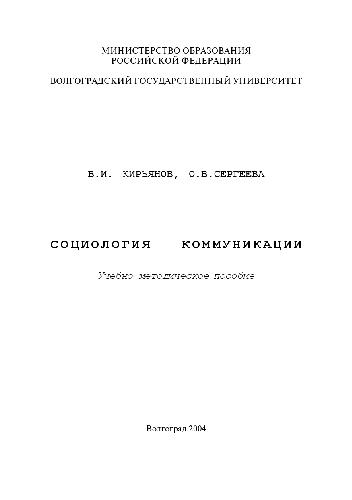 МИНИСТЕРСТВО ОБРАЗОВАНИЯ
РОССИЙСКОЙ ФЕДЕРАЦИИ
ВОЛГОГРАДСКИЙ ГОСУДАРСТВЕННЫЙ УНИВЕРСИТЕТ
В.И. КИРЬЯНОВ, О.В.СЕРГЕЕВА
СОЦИОЛОГИЯ КОММУНИКАЦИИ
Учебно-методическое пособие
Волгоград 2004